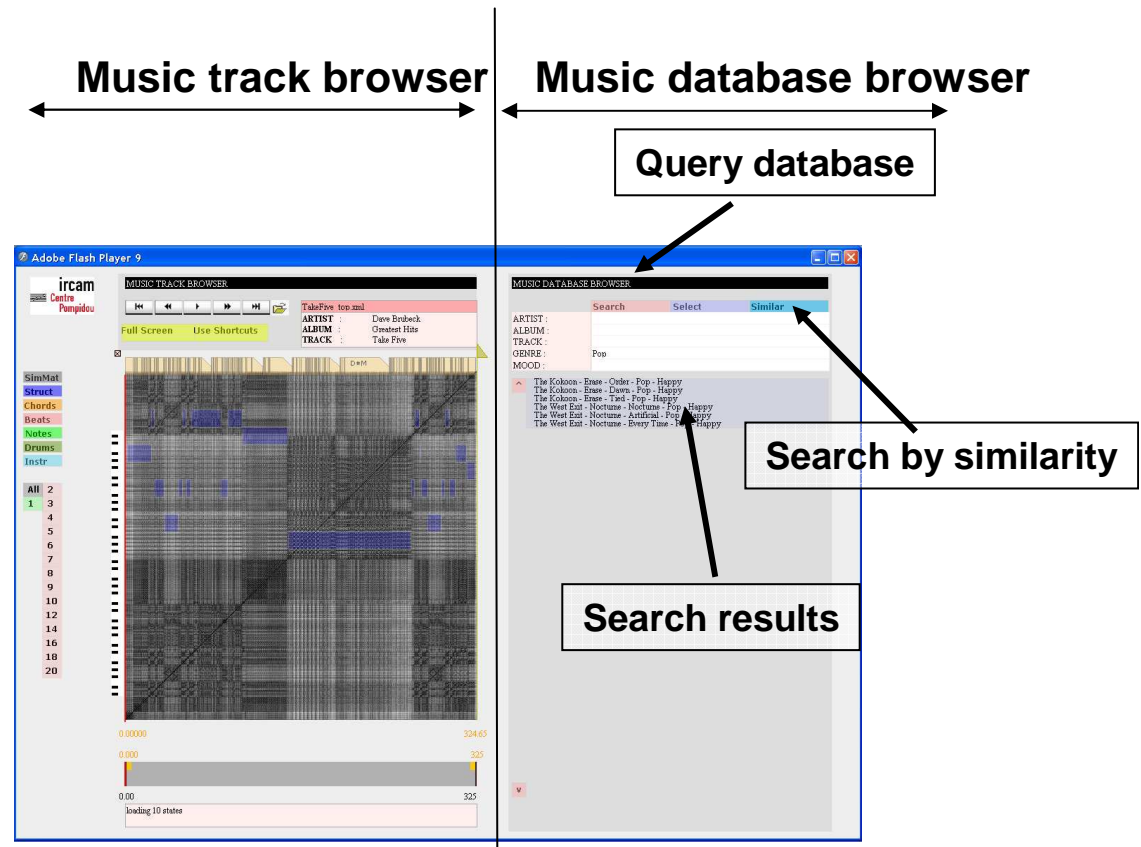 Music track browser
Music database browser
Query database
Adobe Flash Player 9
ircam
Centre
Pompidou
MUSIC TRACK BROWSER
TakeFive top.xml
ARTIST : Dave Brubeck
ALBUM : Greatest Hits
TRACK : Take Five
Full Screen Use Shortcuts
D#M
SimMat
Struct
Chords
Beats
Notes
Drums
Instr
All 2
1 3
4
5
6
7
8
9
10
12
14
16
18
20
0.00000 324.65
0.000 325
0.00 325
loading 10 states
MUSIC DATABASE BROWSER
Search Select Similar
ARTIST :
ALBUM :
TRACK :
GENRE : Pop
MOOD :
^ The Kokoon - Erase - Order - Pop - Happy
The Kokoon - Erase - Dawn - Pop - Happy
The Kokoon - Erase - Tied - Pop - Happy
The West Exit - Nocturne - Nocturne - Pop - Happy
The West Exit - Nocturne - Artificial - Pop - Happy
The West Exit - Nocturne - Every Time - Pop - Happy
v
Search by similarity
Search results